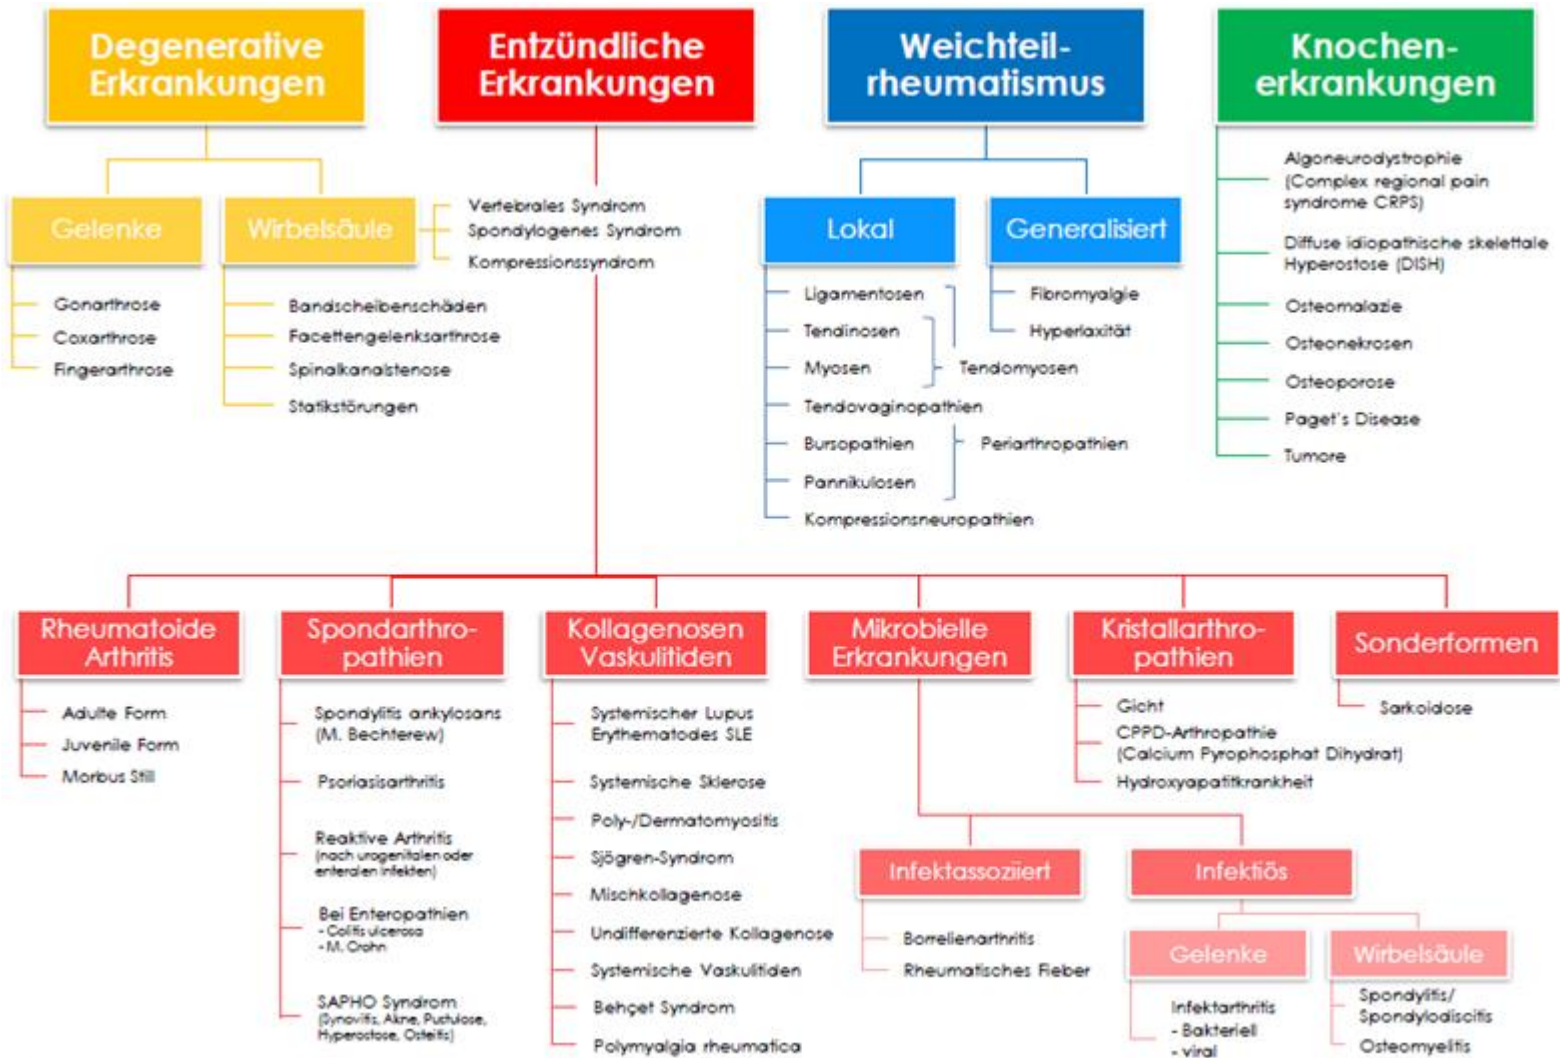 Degenerative
Erkrankungen
Entzündliche
Erkrankungen
Weichteil-
rheumatismus
Knochen-
erkrankungen
Gelenke
Gonarthrose
Coxarthrose
Fingerarthrose
Wirbelsäule
Vertebrales Syndrom
Spondylogenes Syndrom
Kompressionssyndrom
Bandscheibenschäden
Facettengelenksarthrose
Spinalkanalstenose
Statikstörungen
Lokal
Ligamentosen
Tendinosen
Myosen
Tendomyosen
Tendovaginopathien
Bursopathien
Periarthropathien
Pannikulosen
Kompressionsneuropathien
Generalisiert
Fibromyalgie
Hyperlaxität
Algoneurodystrophie
(Complex regional pain
syndrome CRPS)
Diffuse idiopathische skelettale
Hyperostose (DISH)
Osteomalazie
Osteonekrosen
Osteoporose
Paget's Disease
Tumore
Rheumatoide
Arthritis
Adulte Form
Juvenile Form
Morbus Still
Spondarthro-
pathien
Spondylitis ankylosans
(M. Bechterew)
Psoriasisarthritis
Reaktive Arthritis
(nach urogenitalen oder
enteralen Infekten)
Bei Enteropathien
- Colitis ulcerosa
- M. Crohn
SAPHO Syndrom
(Synovitis, Akne, Pustulose,
Hyperostose, Osteitis)
Kollagenosen
Vaskulitiden
Systemischer Lupus
Erythematodes SLE
Systemische Sklerose
Poly-/Dermatomyositis
Sjögren-Syndrom
Mischkollagenose
Undifferenzierte Kollagenose
Systemische Vaskulitiden
Behçet Syndrom
Polymyalgia rheumatica
Mikrobielle
Erkrankungen
Infektassoziiert
Borrelienarthritis
Rheumatisches Fieber
Infektiös
Gelenke
Infektarthritis
- Bakteriell
- viral
Wirbelsäule
Spondylitis/
Spondylodiscitis
Osteomyelitis
Kristallarthro-
pathien
Gicht
CPPD-Arthropathie
(Calcium Pyrophosphat Dihydrat)
Hydroxyapatitkrankheit
Sonderformen
Sarkoidose